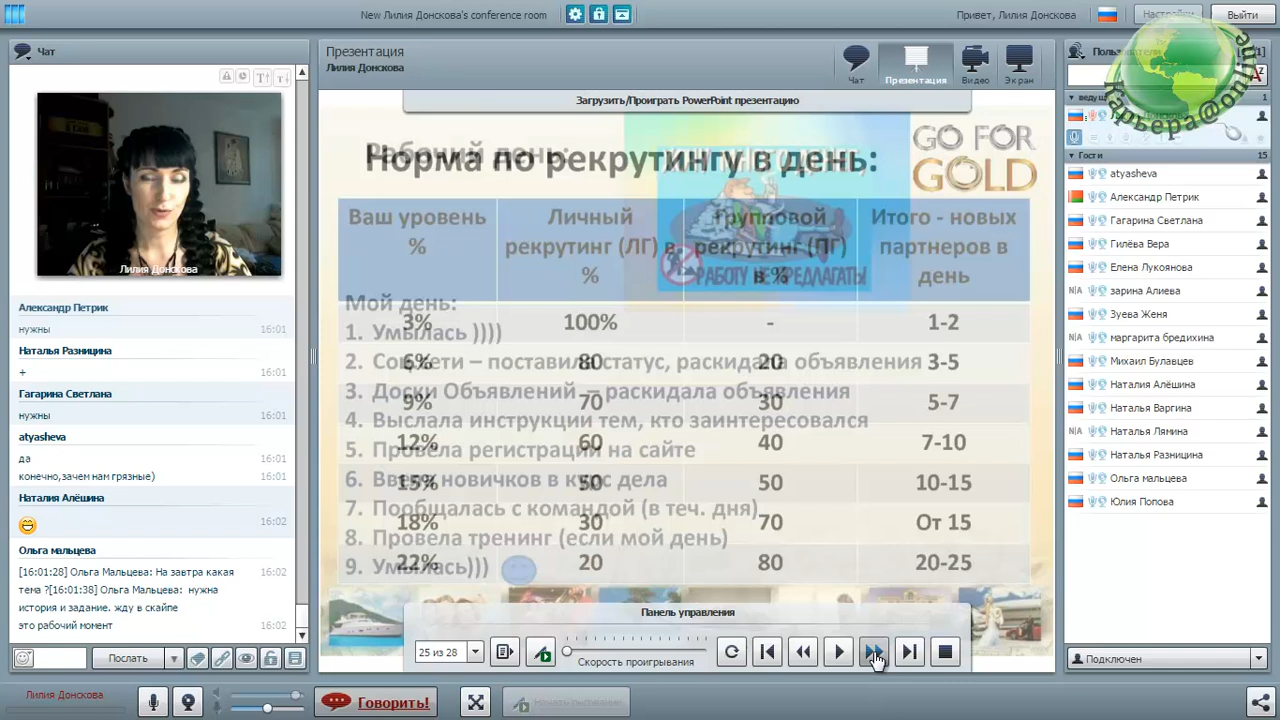 New Лилия Донскова's conference room
Привет, Лилия Донскова
Настройки
Выйти
Чат
Лилия Донскова
Александр Петрик
нужны
16:01
Наталья Разницина
+
16:01
Гагарина Светлана
нужны
16:01
atyasheva
да
16:01
конечно,зачем нам грязные)
16:01
Наталия Алёшина
16:02
Ольга мальцева
[16:01:28] Ольга Мальцева: На завтра какая
16:02
тема ?[16:01:38] Ольга Мальцева: нужна
история и задание. жду в скайпе
это рабочий момент
16:02
Послать
Лилия Донскова
Говорить!
Презентация
Лилия Донскова
Чат
Презентация
Видео
Экран
Загрузить/Проиграть PowerPoint презентацию
Рабочий день:
Норма по рекрутингу в день:
GO FOR
GOLD
Ваш уровень %
Личный рекрутинг (ЛГ) в %
Групповой рекрутинг (ПГ) в %
Итого - новых партнеров в день
РАБОТУ НЕ ПРЕДЛАГАТЫ
3% 100% - 1-2
6% 80 20 3-5
9% 70 30 5-7
12% 60 40 7-10
15% 50 50 10-15
18% 30 70 От 15
22% 20 80 20-25
Мой день:
1. Умылась ))))
2. Соцсети – поставила статус, раскидала объявления
3. Доски Объявлений – раскидала объявления
4. Выслала инструкции тем, кто заинтересовался
5. Провела регистрации на сайте
6. Ввела новичков в курс дела
7. Пообщалась с командой (в теч. дня)
8. Провела тренинг (если мой день)
9. Умылась)))
Панель управления
25 из 28
Скорость проигрывания
Пользователи
Карьера@online
ведущ
1
Гости
15
atyasheva
Александр Петрик
Гагарина Светлана
Гилёва Вера
Елена Лукоянова
N/A зарина Алиева
Зуева Женя
N/A маргарита бредихина
Михаил Булавцев
Наталия Алёшина
Наталья Варгина
N/A Наталья Лямина
Наталья Разницина
Ольга мальцева
Юлия Попова
Подключен